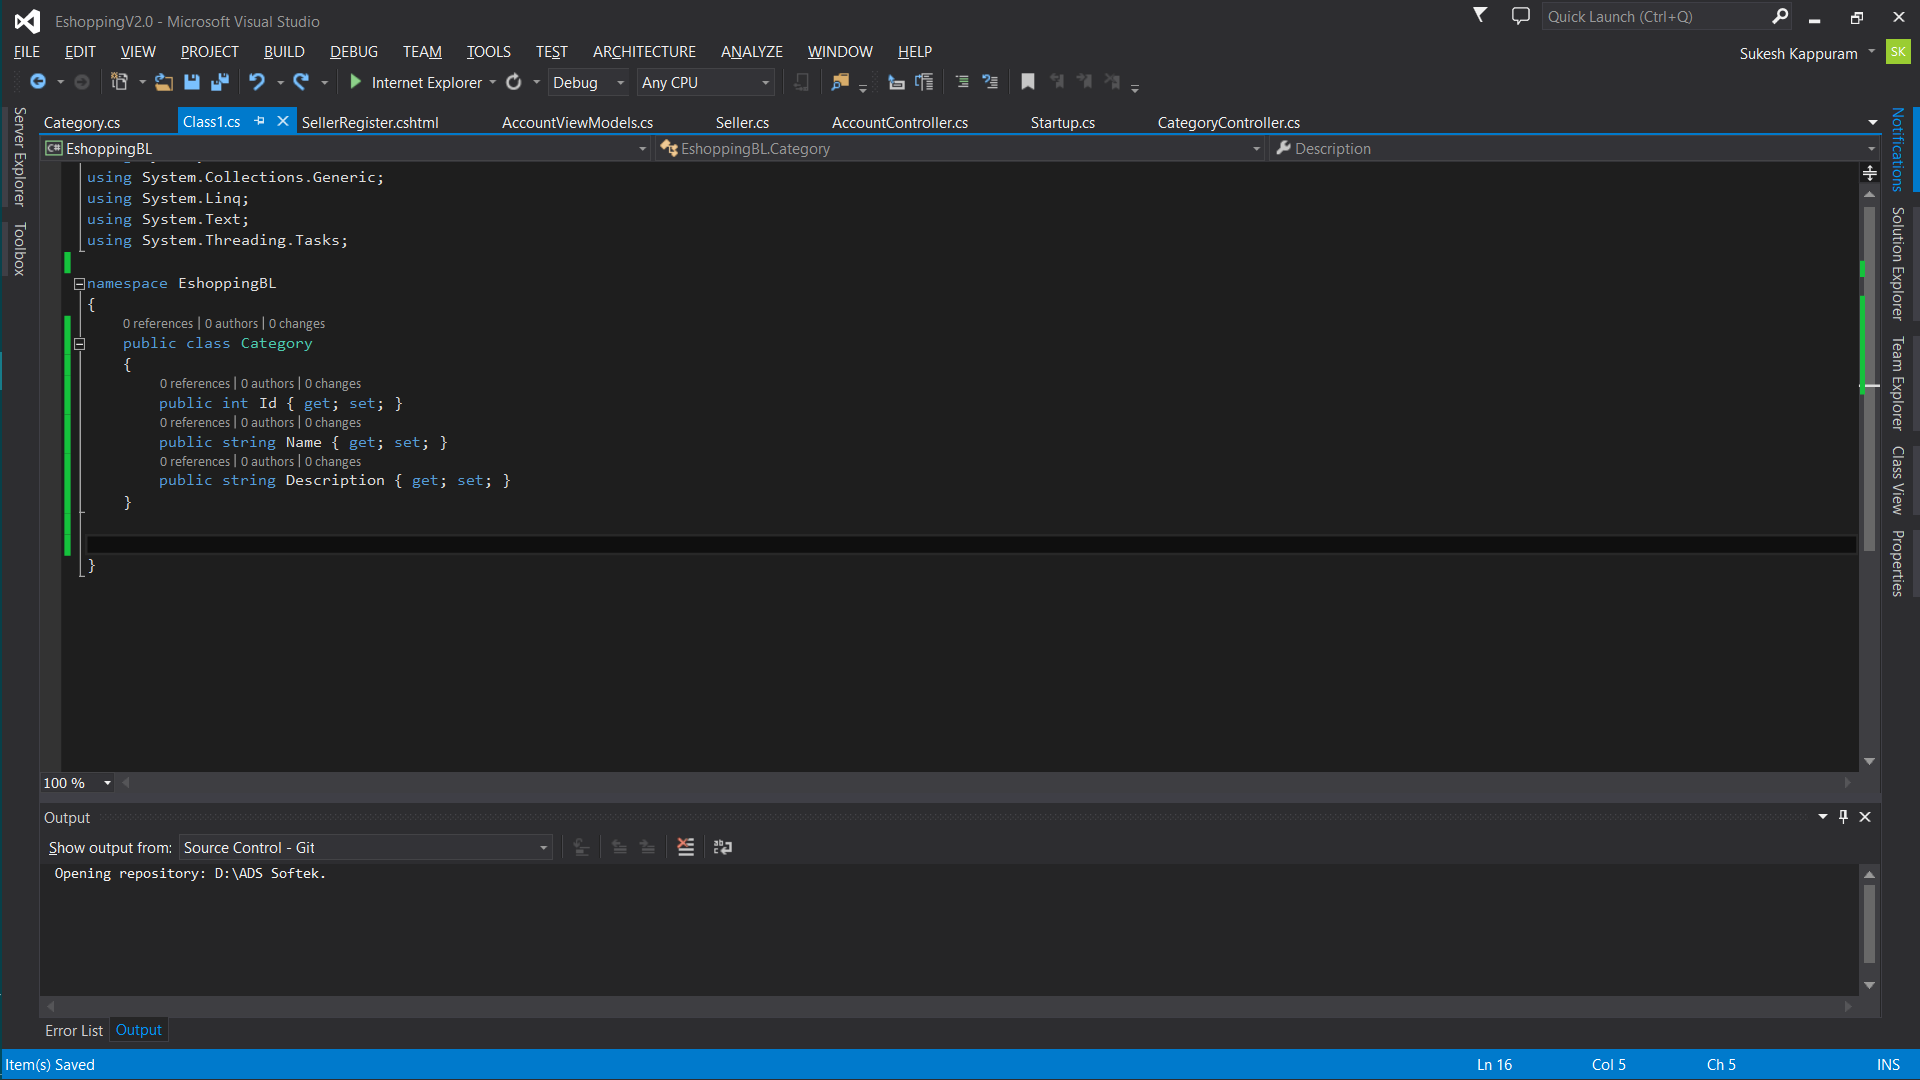 EshoppingV2.0 - Microsoft Visual Studio
Quick Launch (Ctrl+Q)
FILE EDIT VIEW PROJECT BUILD DEBUG TEAM TOOLS TEST ARCHITECTURE ANALYZE WINDOW HELP
Sukesh Kappuram SK
Internet Explorer Debug Any CPU
Category.cs Class1.cs SellerRegister.cshtml AccountViewModels.cs Seller.cs AccountController.cs Startup.cs CategoryController.cs
C# EshoppingBL EshoppingBL.Category Description
Server Explorer
Toolbox
using System.Collections.Generic;
using System.Linq;
using System.Text;
using System.Threading.Tasks;
namespace EshoppingBL
{
0 references | 0 authors | 0 changes
public class Category
{
0 references | 0 authors | 0 changes
public int Id { get; set; }
0 references | 0 authors | 0 changes
public string Name { get; set; }
0 references | 0 authors | 0 changes
public string Description { get; set; }
}
}
Notifications
Solution Explorer
Team Explorer
Class View
Properties
100 %
Output
Show output from: Source Control - Git
Opening repository: D:\ADS Softek.
Error List Output
Item(s) Saved Ln 16 Col 5 Ch 5 INS